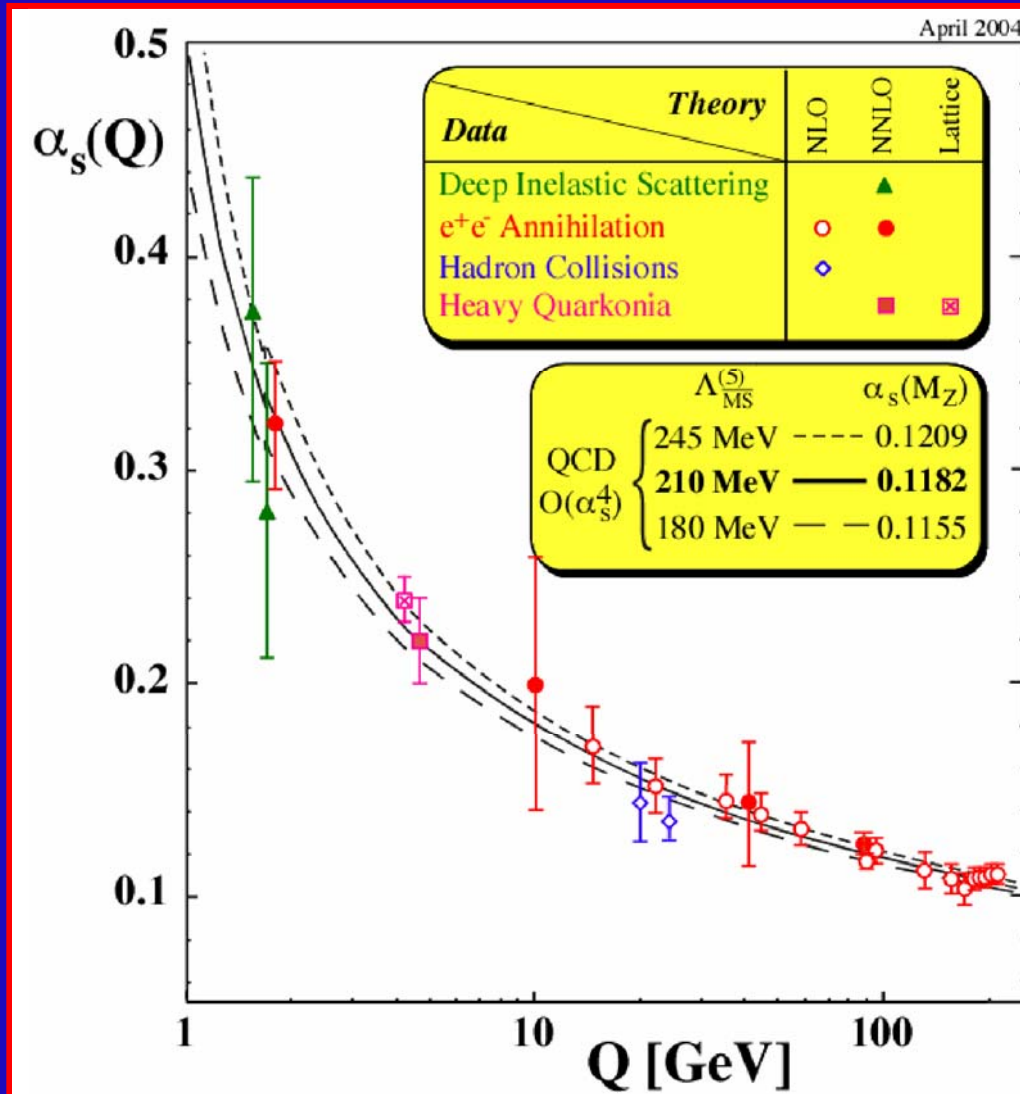 April 2004
0.5
αs(Q)
0.4
0.3
0.2
0.1
Theory
Data
NLO
NNLO
Lattice
Deep Inelastic Scattering
e⁺e⁻ Annihilation
Hadron Collisions
Heavy Quarkonia
Λ(5)MS αs(MZ)
QCD
O(αs⁴)
245 MeV 0.1209
210 MeV 0.1182
180 MeV 0.1155
1 10 100
Q [GeV]